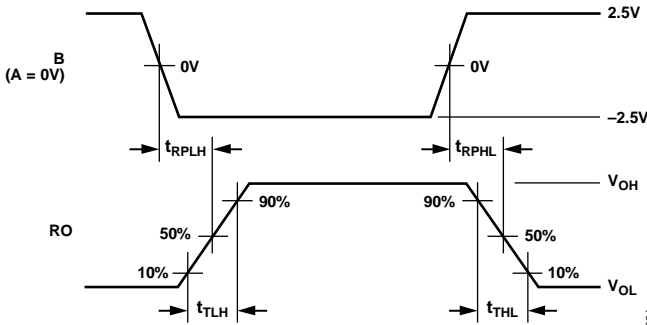 2.5V
B
(A = 0V)
0V
0V
–2.5V
tRPLH
tRPHL
VOH
90%
90%
RO
50%
50%
10%
10%
VOL
tTLH
tTHL